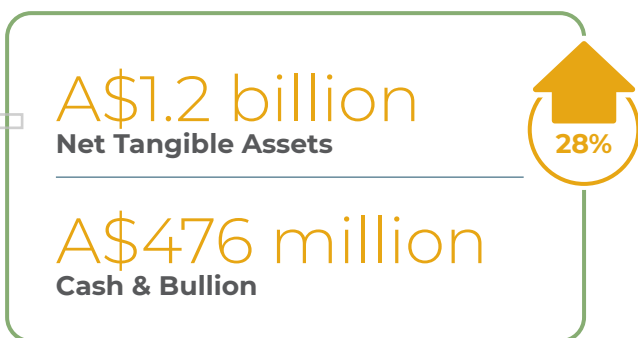 A$1.2 billion
Net Tangible Assets
28%
A$476 million
Cash & Bullion